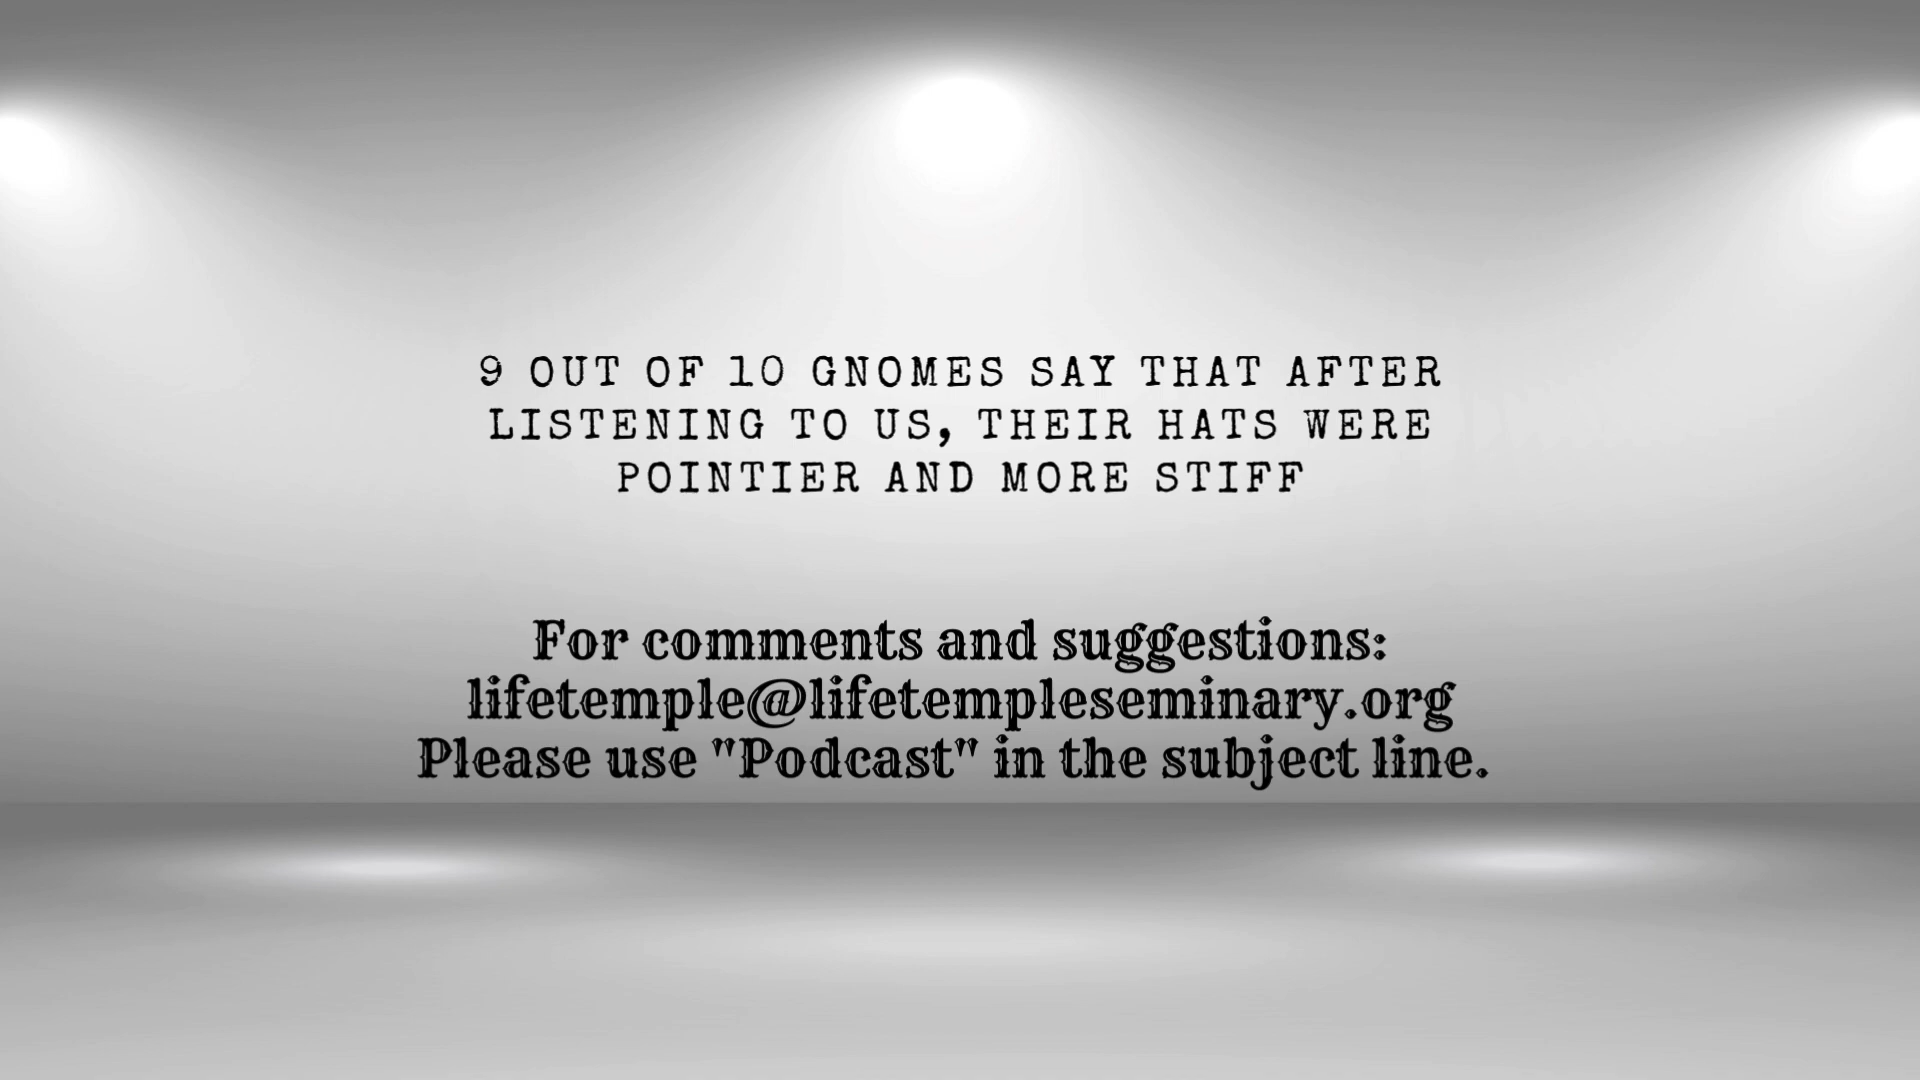 9 OUT OF 10 GNOMES SAY THAT AFTER
LISTENING TO US, THEIR HATS WERE
POINTIER AND MORE STIFF
For comments and suggestions:
lifetemple@lifetempleseminary.org
Please use "Podcast" in the subject line.